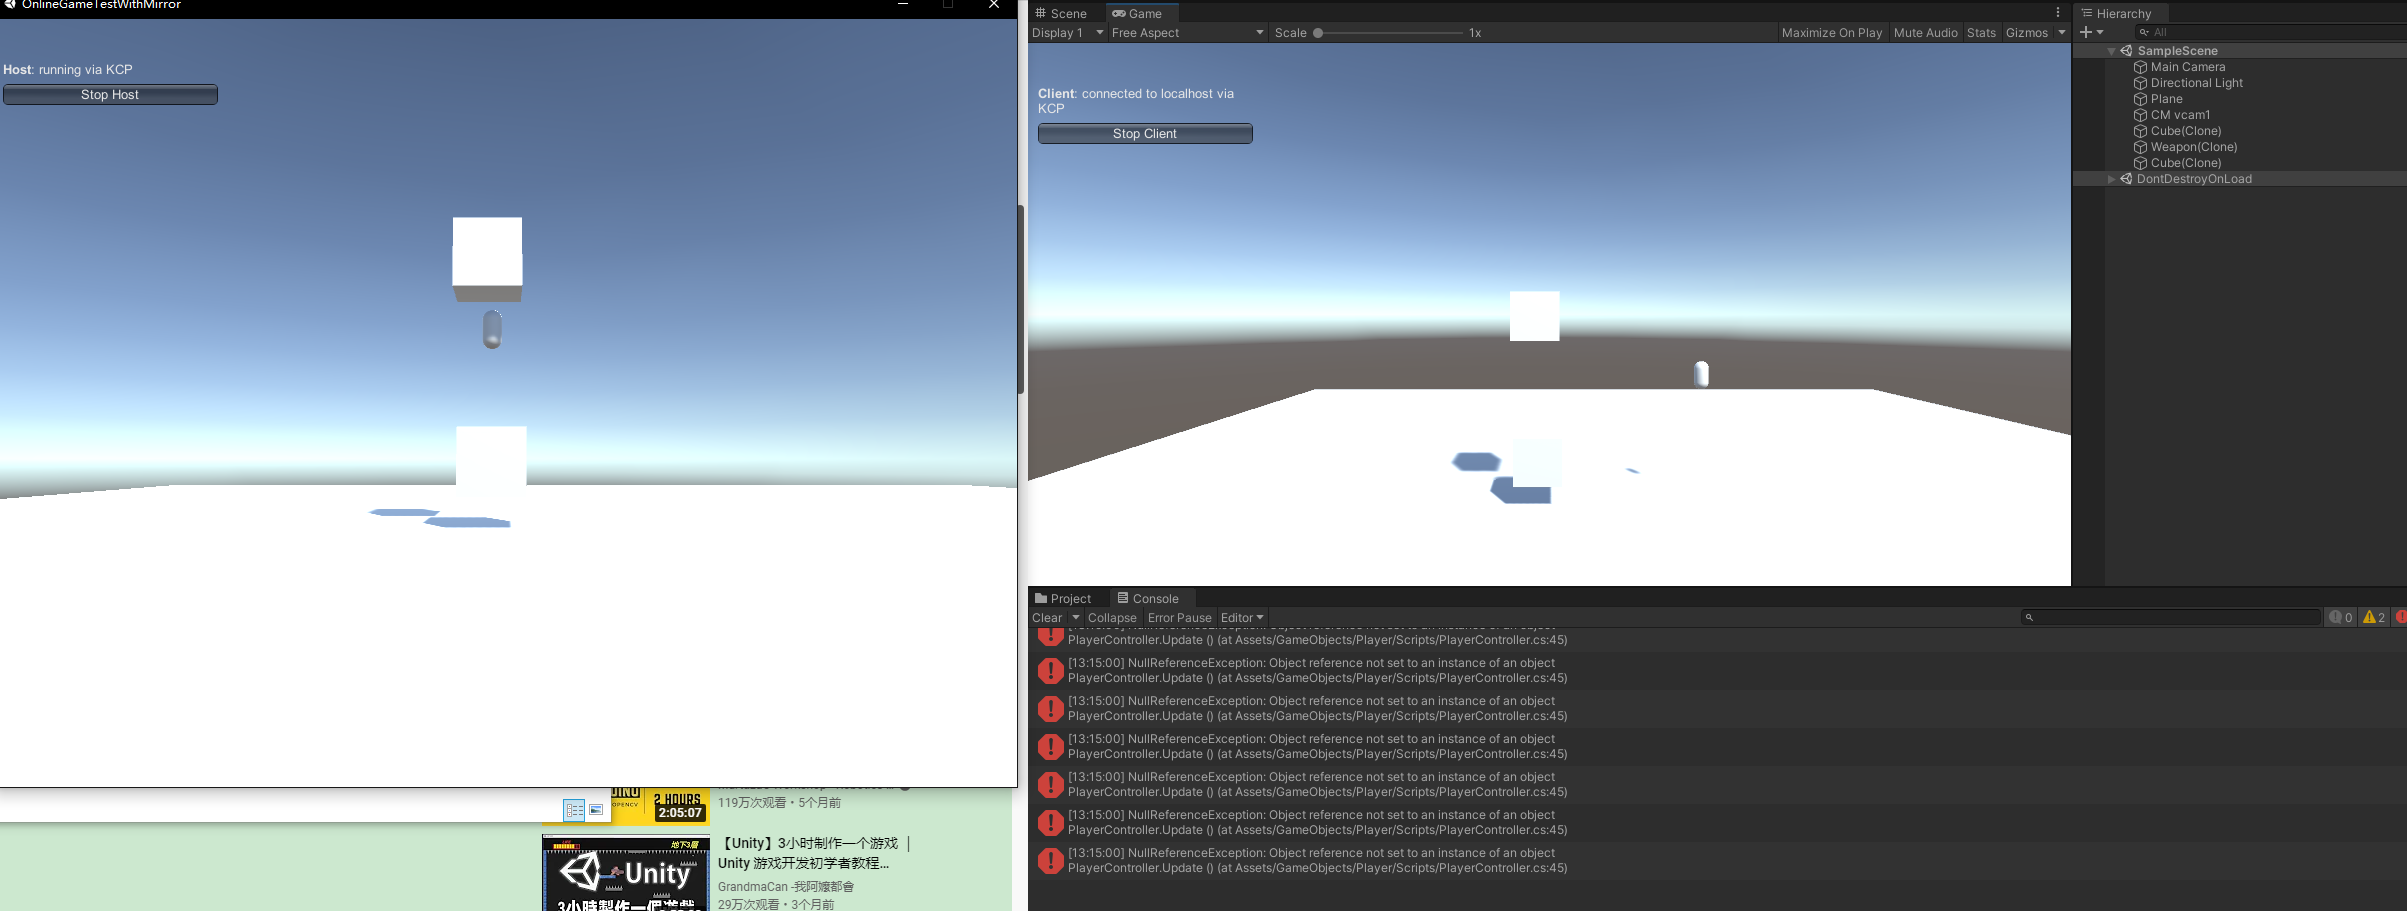 OnlineGameTestWithMirror
Host: running via KCP
Stop Host
Scene
Game
Display 1
Free Aspect
Scale
1x
Maximize On Play
Mute Audio
Stats
Gizmos
Client: connected to localhost via
KCP
Stop Client
Hierarchy
All
SampleScene
Main Camera
Directional Light
Plane
CM vcam1
Cube(Clone)
Weapon(Clone)
Cube(Clone)
DontDestroyOnLoad
Project
Console
Clear
Collapse
Error Pause
Editor
0
2
PlayerController.Update () (at Assets/GameObjects/Player/Scripts/PlayerController.cs:45)
[13:15:00] NullReferenceException: Object reference not set to an instance of an object
PlayerController.Update () (at Assets/GameObjects/Player/Scripts/PlayerController.cs:45)
[13:15:00] NullReferenceException: Object reference not set to an instance of an object
PlayerController.Update () (at Assets/GameObjects/Player/Scripts/PlayerController.cs:45)
[13:15:00] NullReferenceException: Object reference not set to an instance of an object
PlayerController.Update () (at Assets/GameObjects/Player/Scripts/PlayerController.cs:45)
[13:15:00] NullReferenceException: Object reference not set to an instance of an object
PlayerController.Update () (at Assets/GameObjects/Player/Scripts/PlayerController.cs:45)
[13:15:00] NullReferenceException: Object reference not set to an instance of an object
PlayerController.Update () (at Assets/GameObjects/Player/Scripts/PlayerController.cs:45)
[13:15:00] NullReferenceException: Object reference not set to an instance of an object
PlayerController.Update () (at Assets/GameObjects/Player/Scripts/PlayerController.cs:45)
OPENCV
2 HOURS
2:05:07
119万次观看・5个月前
地下3層
Unity
【Unity】3小时制作一个游戏 |
Unity 游戏开发初学者教程...
GrandmaCan -我阿嬤都會
29万次观看・3个月前